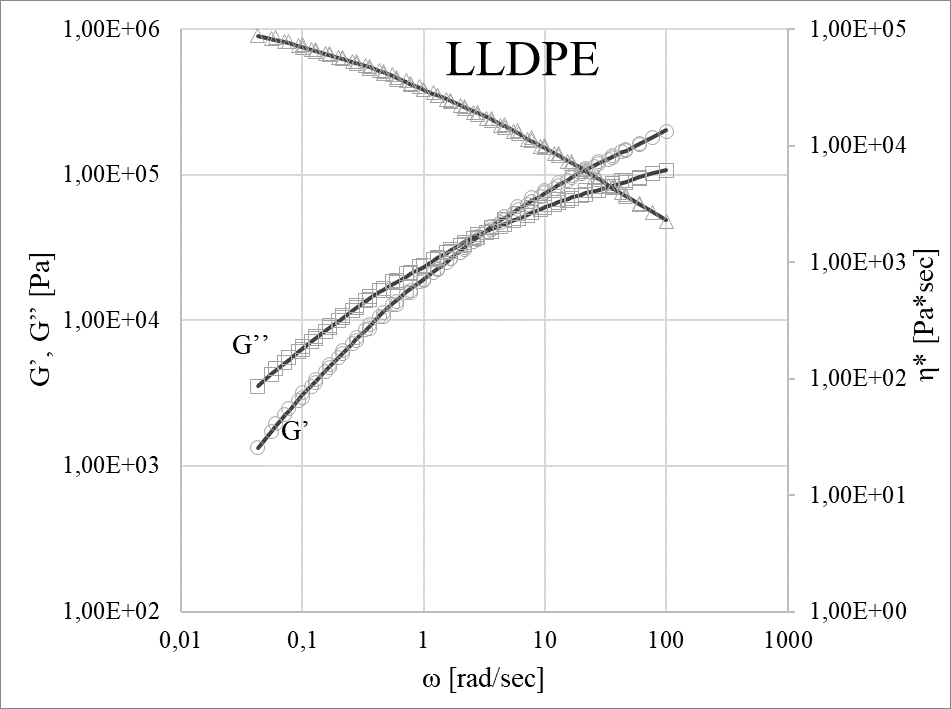 LLDPE
1,00E+06
1,00E+05
1,00E+04
1,00E+03
1,00E+02
G’, G’’ [Pa]
G’’
G’
1,00E+05
1,00E+04
1,00E+03
1,00E+02
1,00E+01
1,00E+00
η* [Pa*sec]
0,01 0,1 1 10 100 1000
ω [rad/sec]